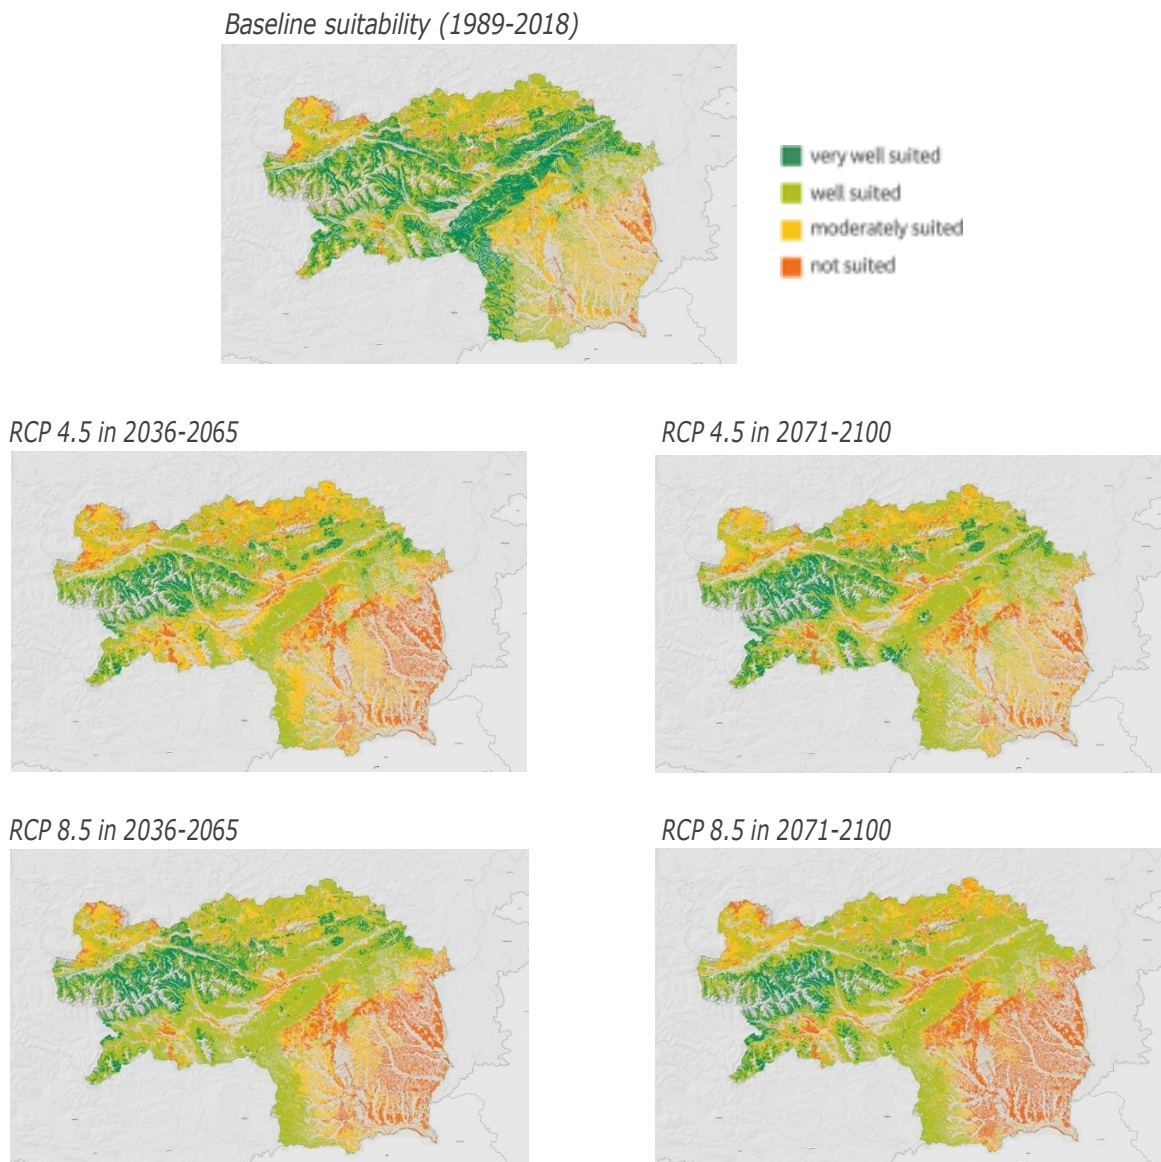 Baseline suitability (1989-2018)
very well suited
well suited
moderately suited
not suited
RCP 4.5 in 2036-2065
RCP 4.5 in 2071-2100
RCP 8.5 in 2036-2065
RCP 8.5 in 2071-2100